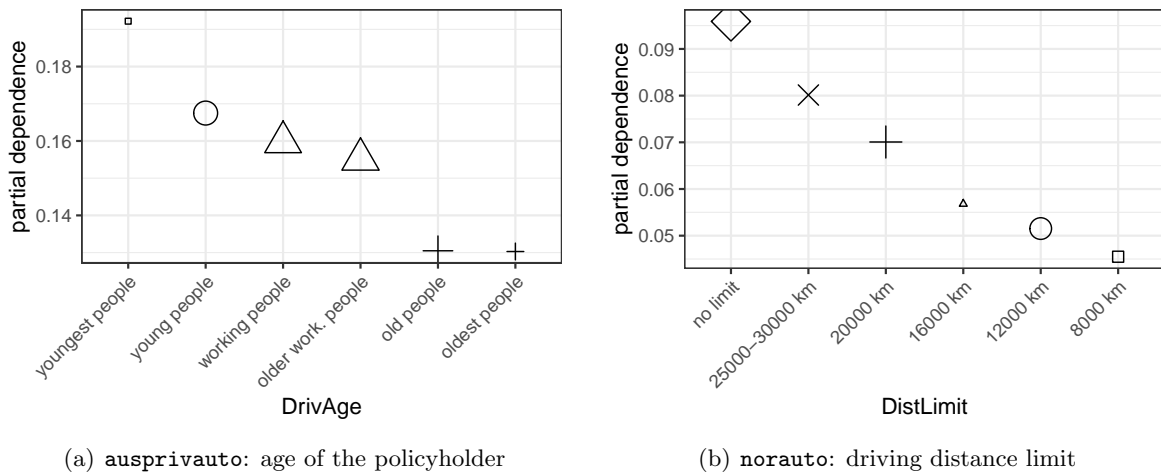 partial dependence
0.18
0.16
0.14
youngest people
young people
working people
older work. people
old people
oldest people
DrivAge
(a) ausprivauto: age of the policyholder
partial dependence
0.09
0.08
0.07
0.06
0.05
no limit
25000−30000 km
20000 km
16000 km
12000 km
8000 km
DistLimit
(b) norauto: driving distance limit